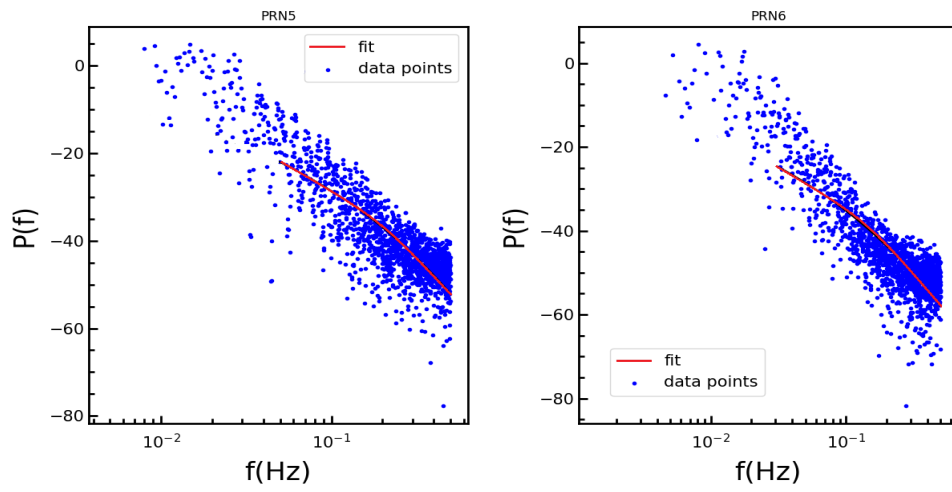 PRN5
P(f)
0
−20
−40
−60
−80
fit
data points
10⁻² 10⁻¹
f(Hz)
PRN6
P(f)
0
−20
−40
−60
−80
fit
data points
10⁻² 10⁻¹
f(Hz)